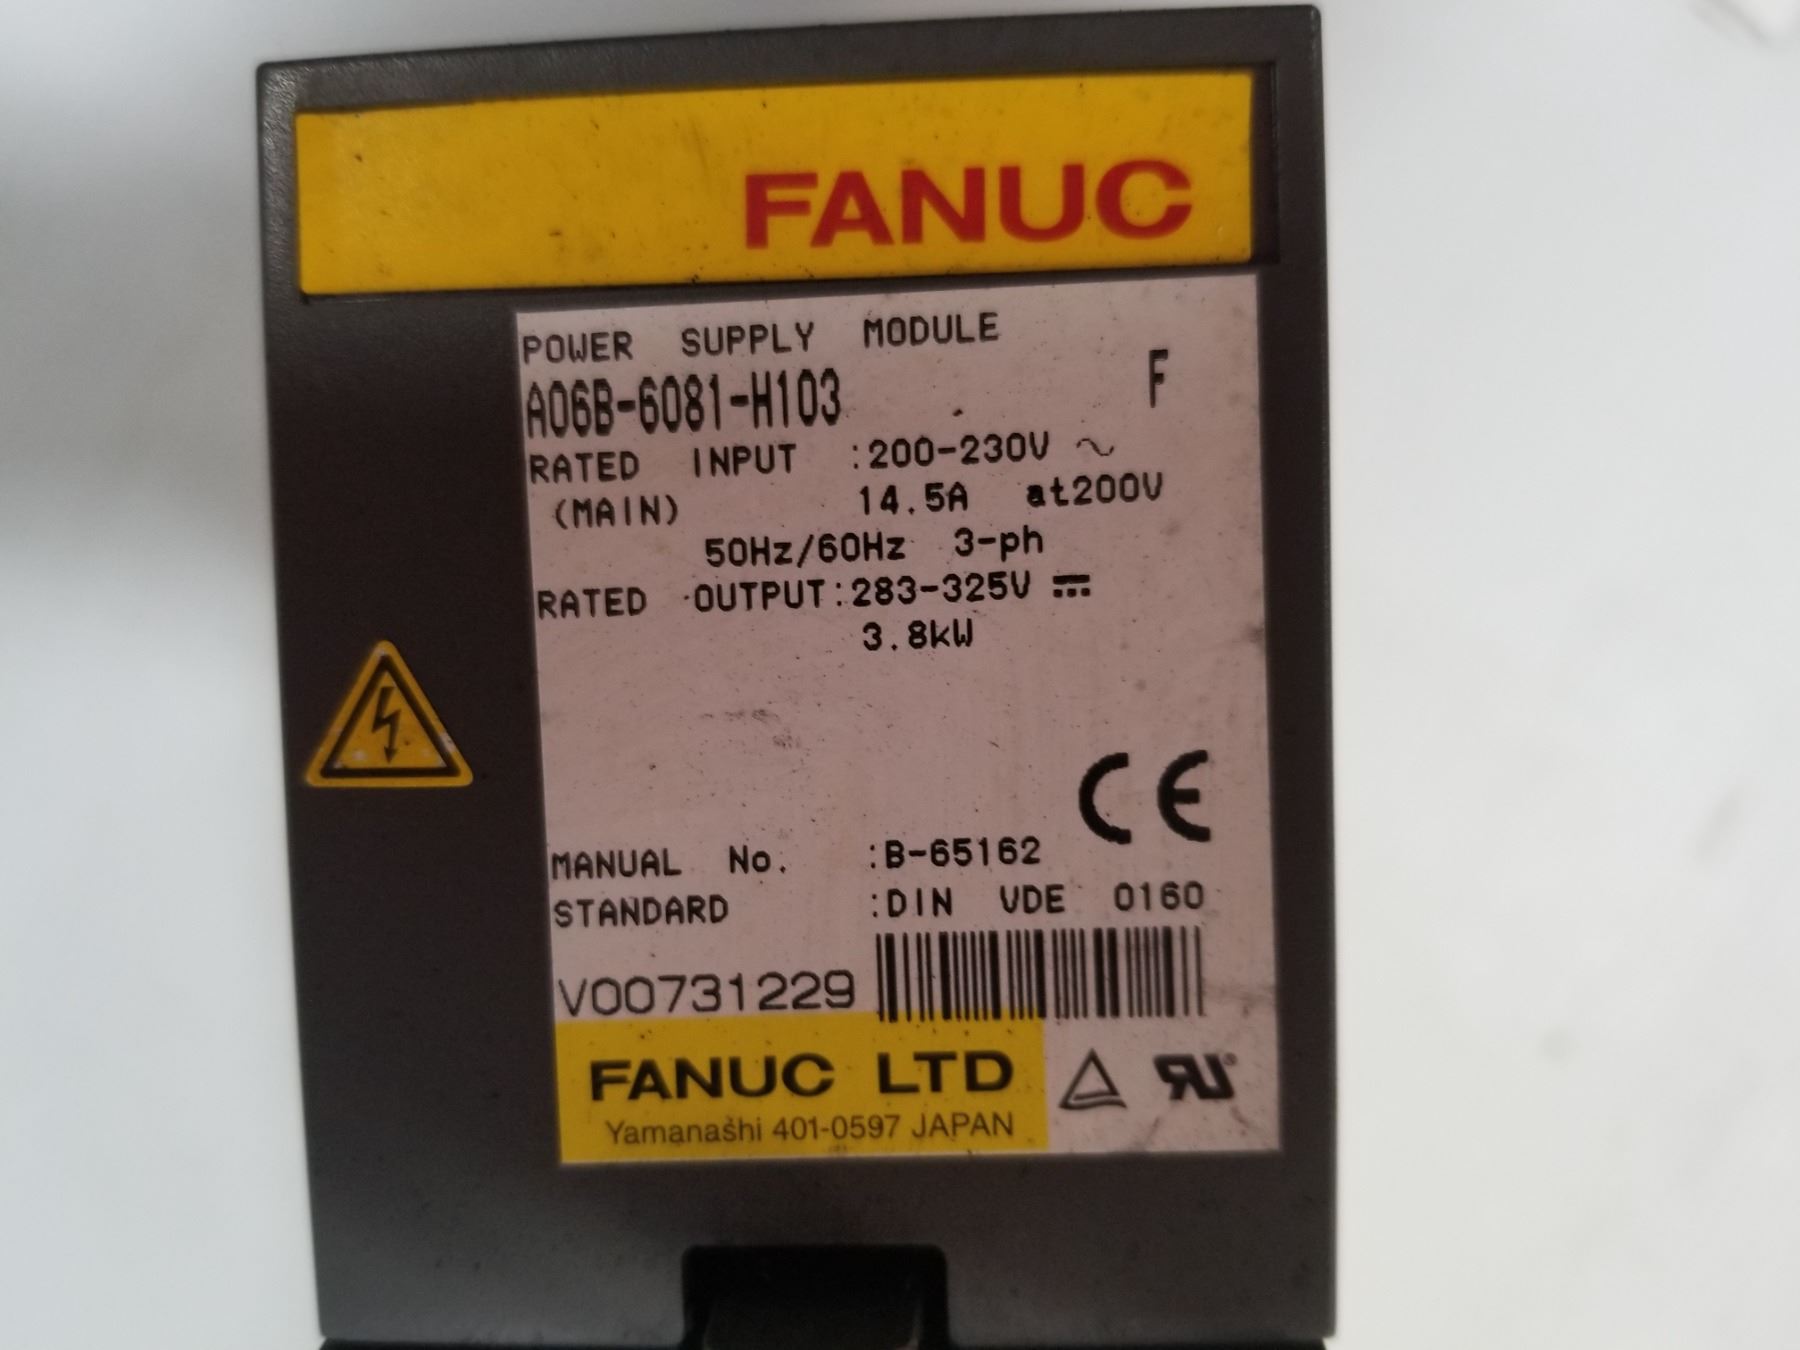 FANUC
POWER SUPPLY MODULE
A06B-6081-H103 F
RATED INPUT :200-230V ~
(MAIN) 14.5A at200V
50Hz/60Hz 3-ph
RATED OUTPUT:283-325V ⎓
3.8kW
CE
MANUAL No. :B-65162
STANDARD :DIN VDE 0160
V00731229
FANUC LTD
Yamanashi 401-0597 JAPAN